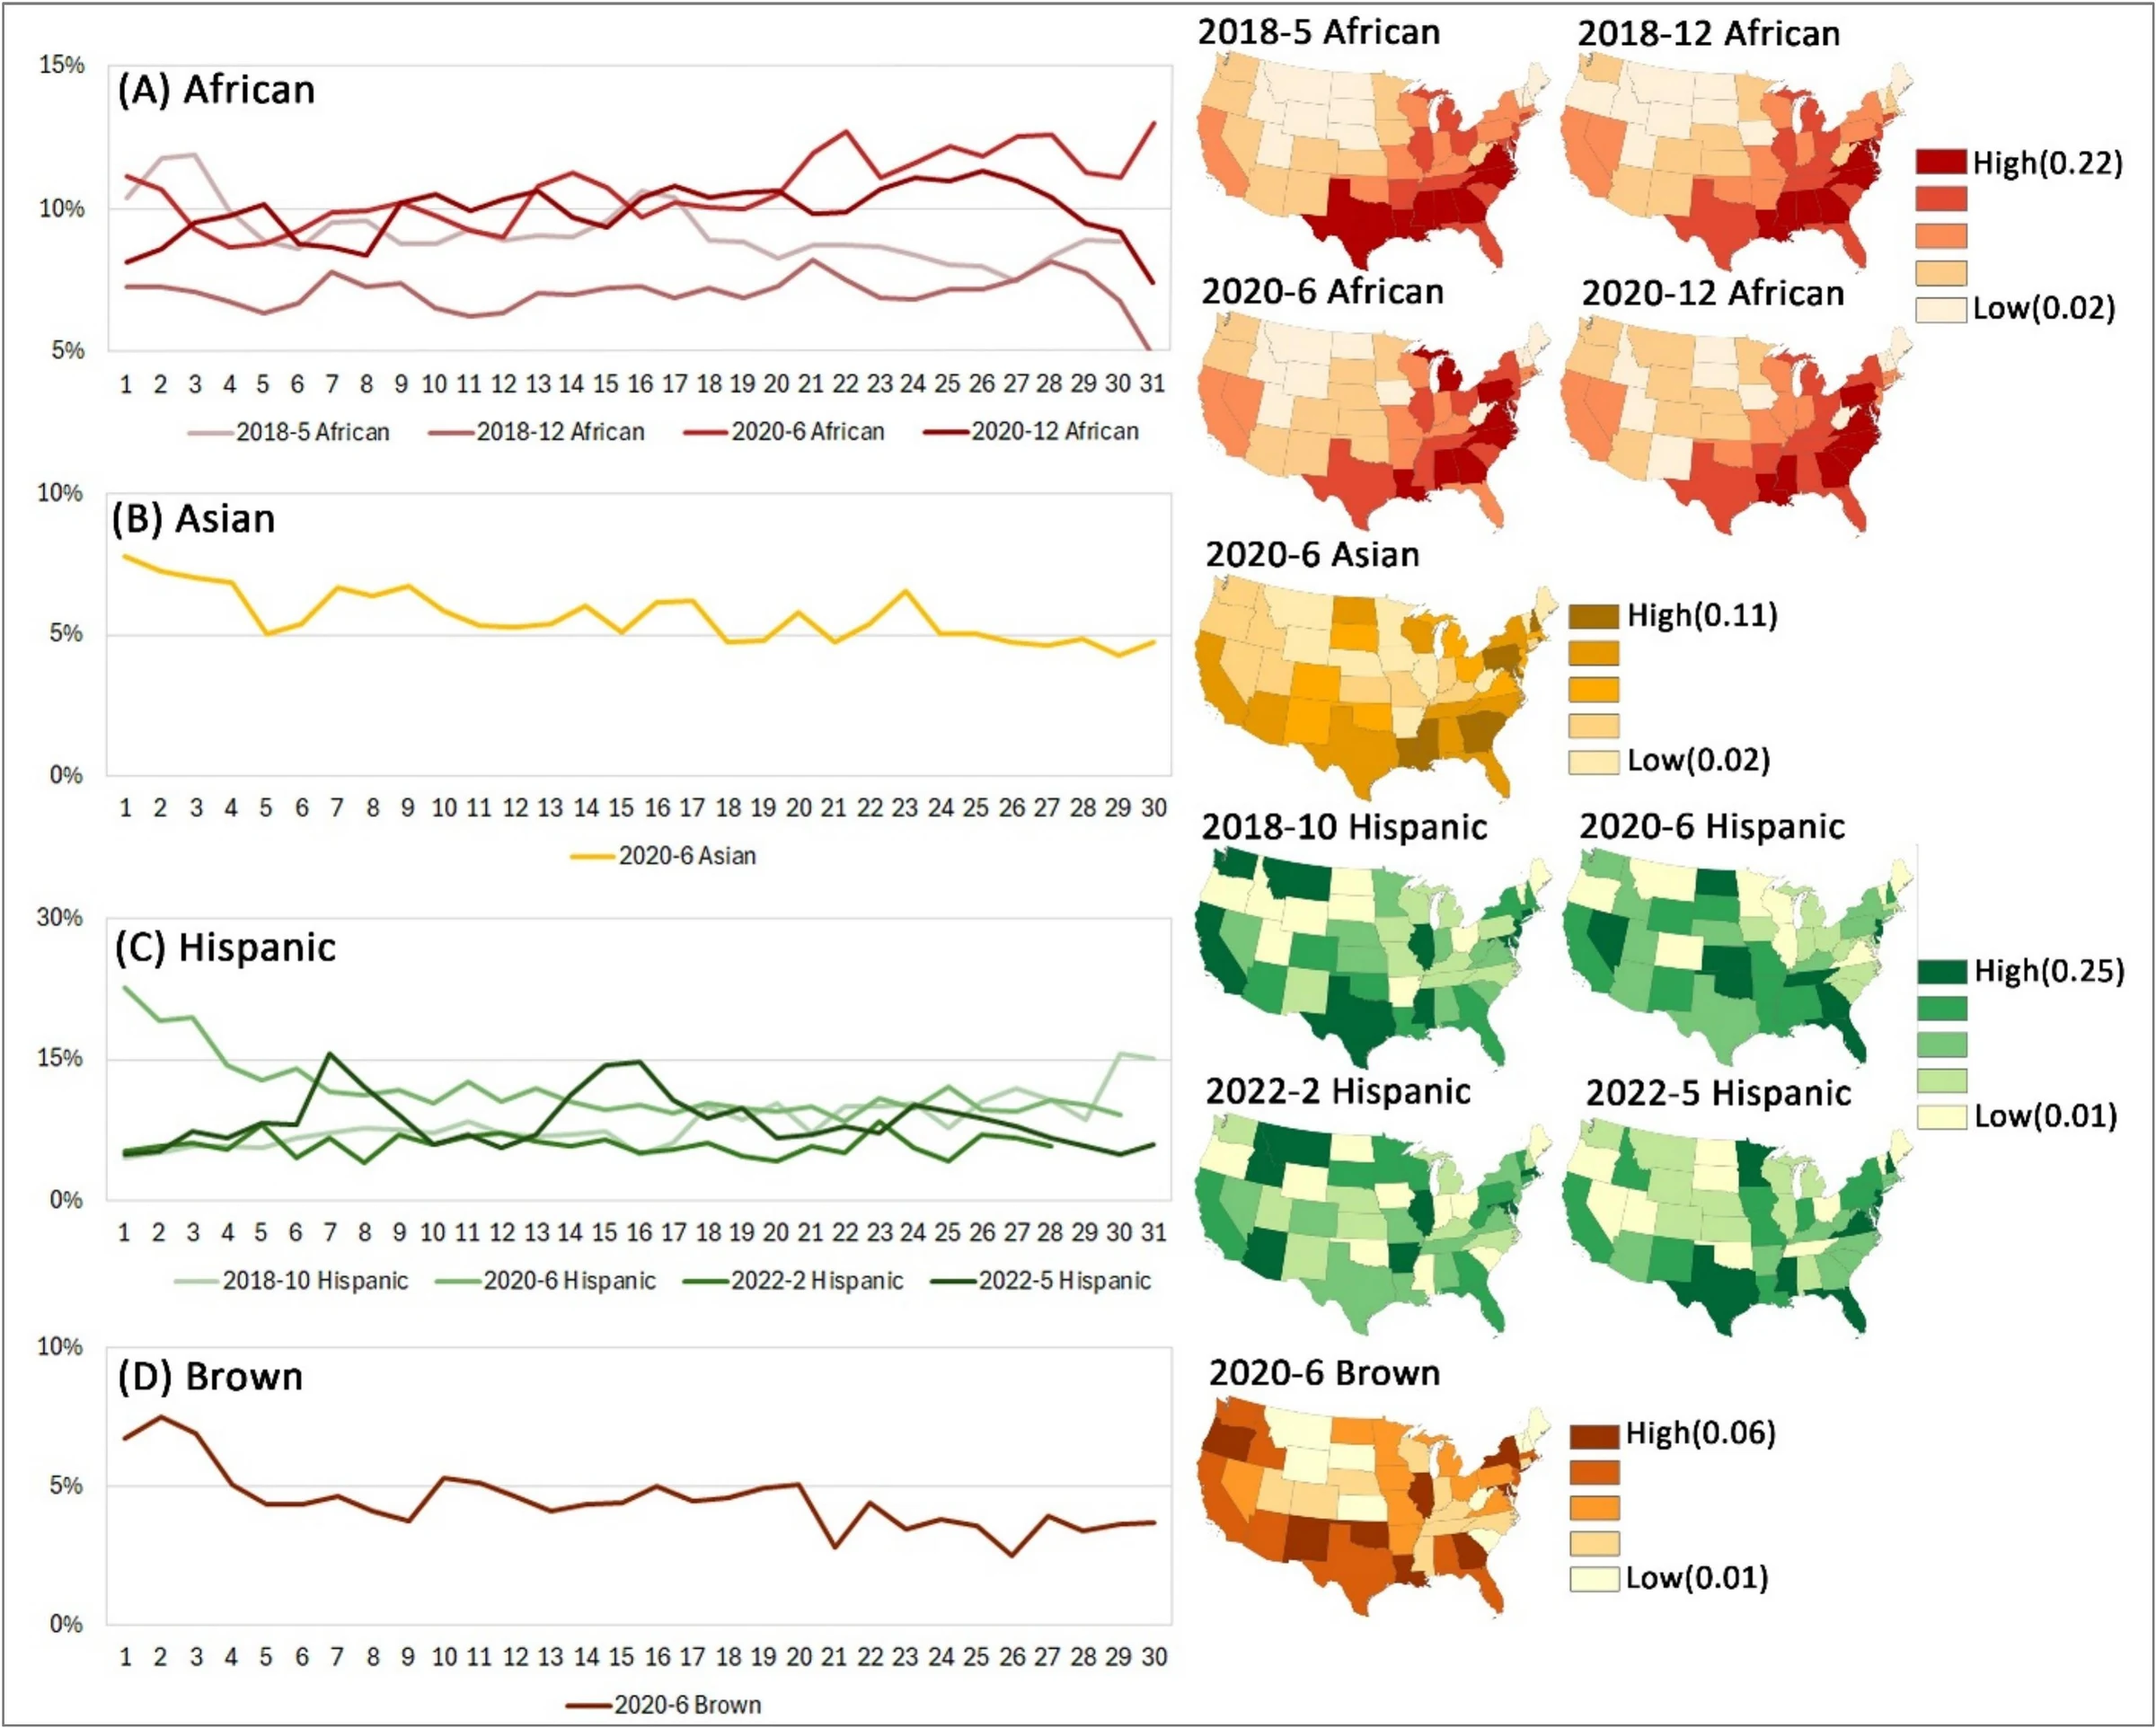 (A) African
15%
10%
5%
1 2 3 4 5 6 7 8 9 10 11 12 13 14 15 16 17 18 19 20 21 22 23 24 25 26 27 28 29 30 31
2018-5 African 2018-12 African 2020-6 African 2020-12 African
2018-5 African
2018-12 African
2020-6 African
2020-12 African
High(0.22)
Low(0.02)
(B) Asian
10%
5%
0%
1 2 3 4 5 6 7 8 9 10 11 12 13 14 15 16 17 18 19 20 21 22 23 24 25 26 27 28 29 30
2020-6 Asian
2020-6 Asian
High(0.11)
Low(0.02)
(C) Hispanic
30%
15%
0%
1 2 3 4 5 6 7 8 9 10 11 12 13 14 15 16 17 18 19 20 21 22 23 24 25 26 27 28 29 30 31
2018-10 Hispanic 2020-6 Hispanic 2022-2 Hispanic 2022-5 Hispanic
2018-10 Hispanic
2020-6 Hispanic
2022-2 Hispanic
2022-5 Hispanic
High(0.25)
Low(0.01)
(D) Brown
10%
5%
0%
1 2 3 4 5 6 7 8 9 10 11 12 13 14 15 16 17 18 19 20 21 22 23 24 25 26 27 28 29 30
2020-6 Brown
2020-6 Brown
High(0.06)
Low(0.01)